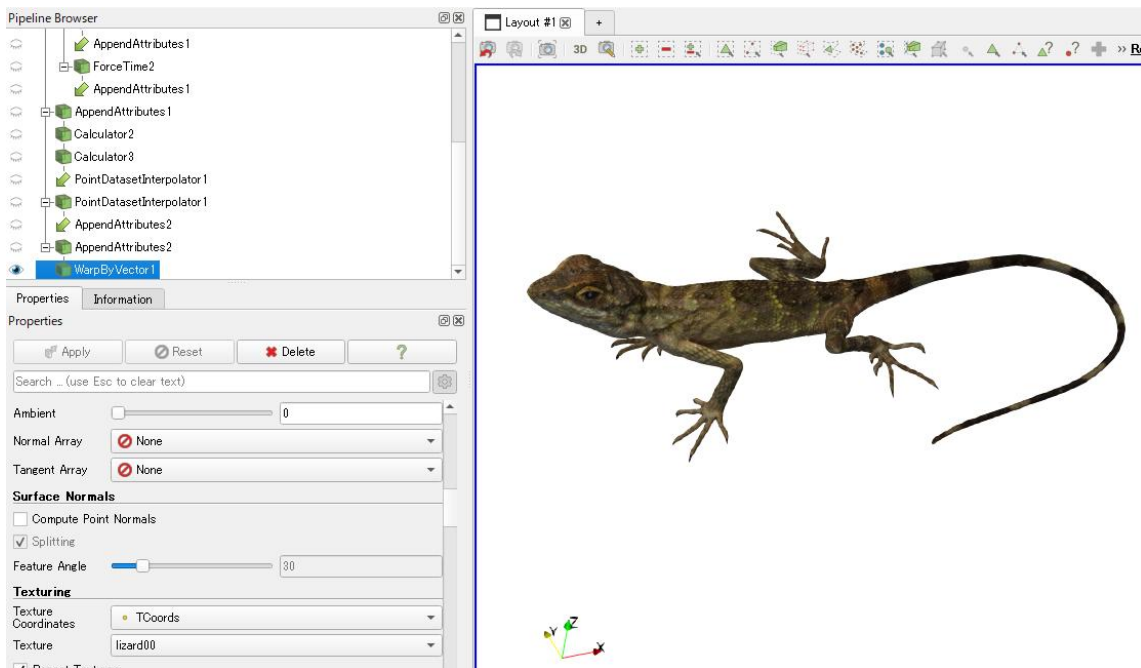 Pipeline Browser
AppendAttributes1
ForceTime2
AppendAttributes1
AppendAttributes1
Calculator2
Calculator3
PointDatasetInterpolator1
PointDatasetInterpolator1
AppendAttributes2
AppendAttributes2
WarpByVector1
Properties Information
Properties
Apply Reset Delete ?
Search ... (use Esc to clear text)
Ambient 0
Normal Array None
Tangent Array None
Surface Normals
Compute Point Normals
Splitting
Feature Angle 30
Texturing
Texture Coordinates TCoords
Texture lizard00
Layout #1 +
3D
Y Z X